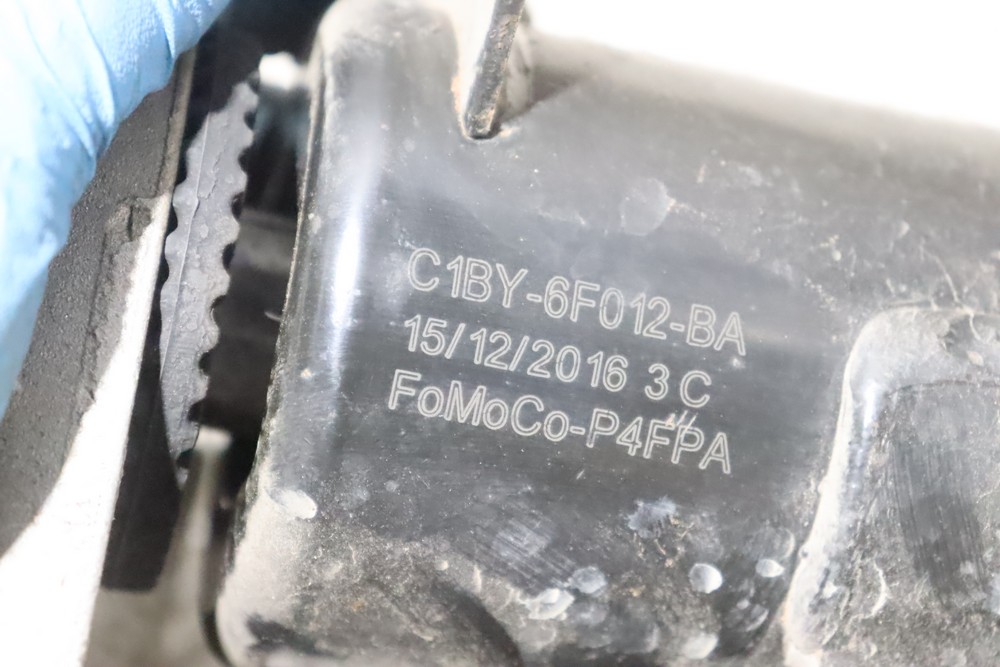 C1BY-6F012-BA
15/12/2016 3 C
FoMoCo-P4FPA